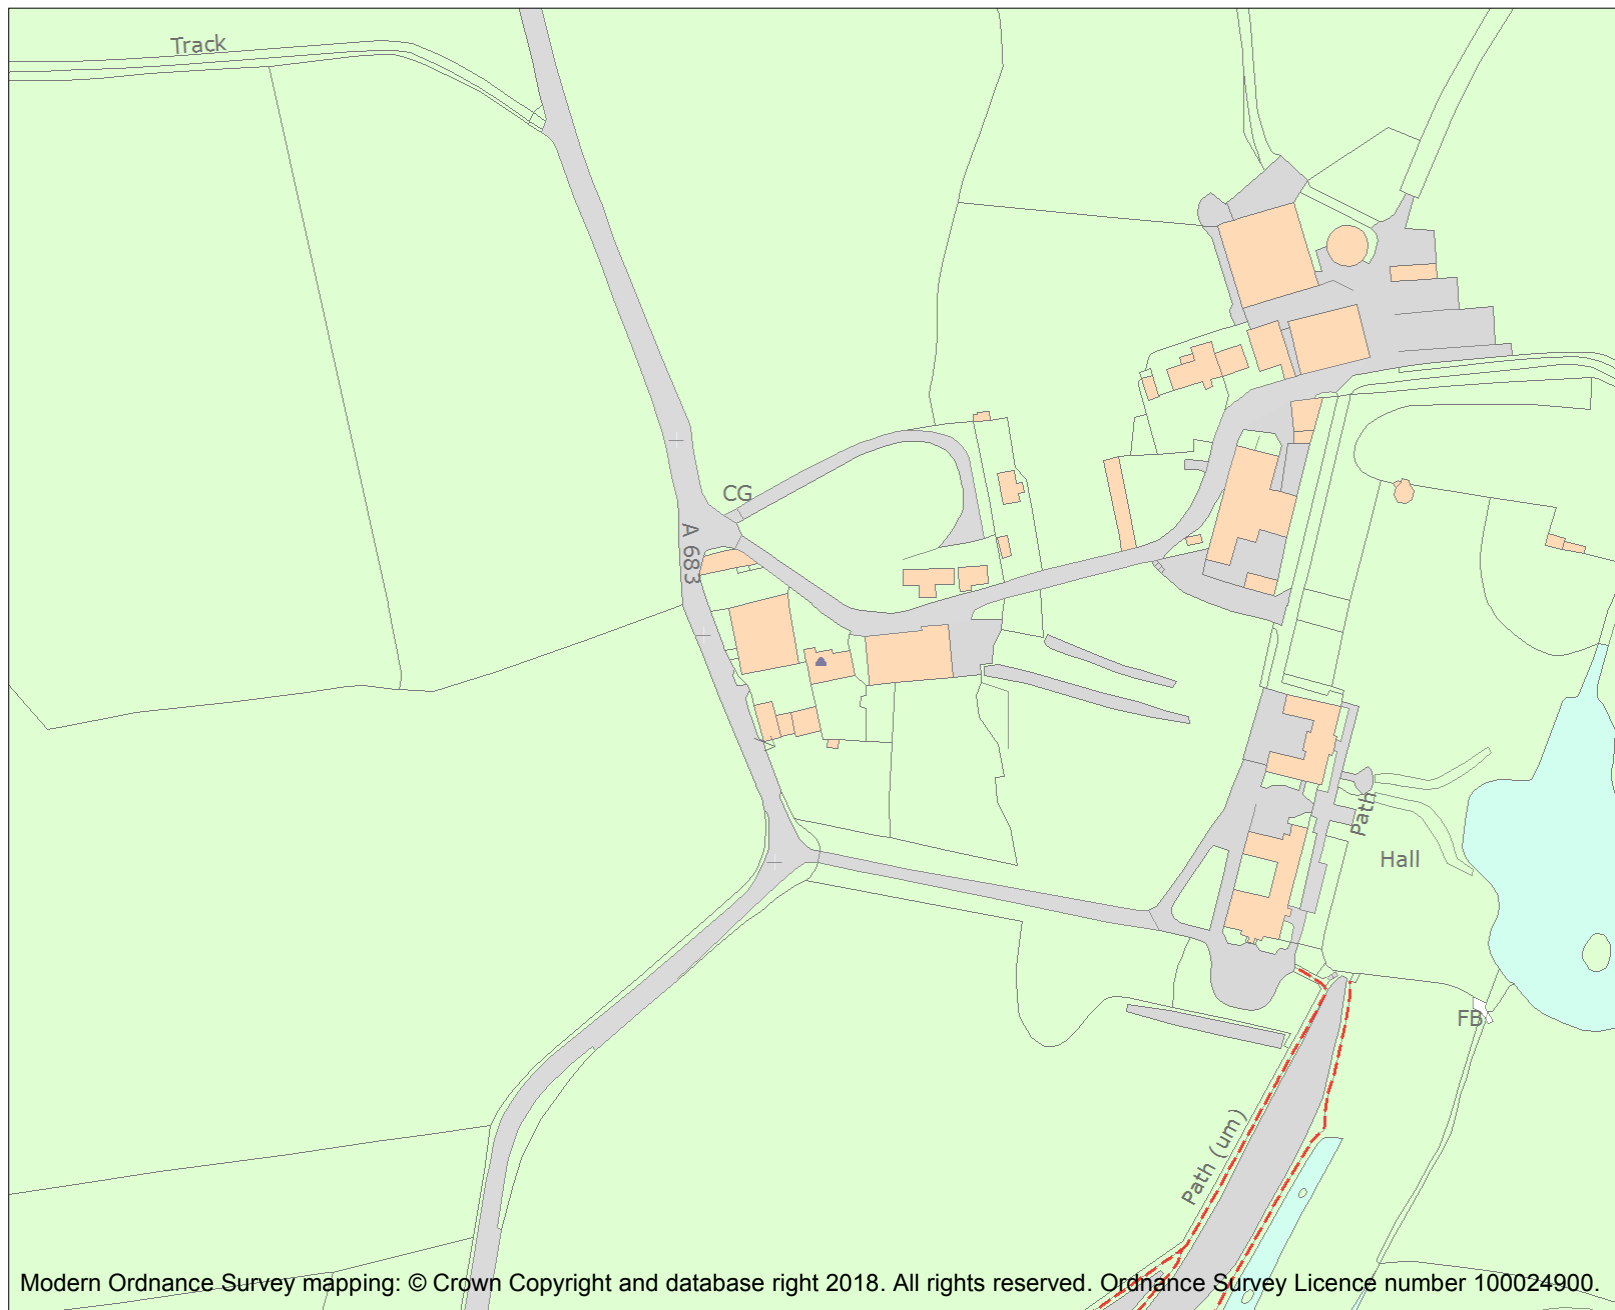 Track
CG
A 683
Path
Hall
FB
Path (um)
Modern Ordnance Survey mapping: © Crown Copyright and database right 2018. All rights reserved. Ordnance Survey Licence number 100024900.